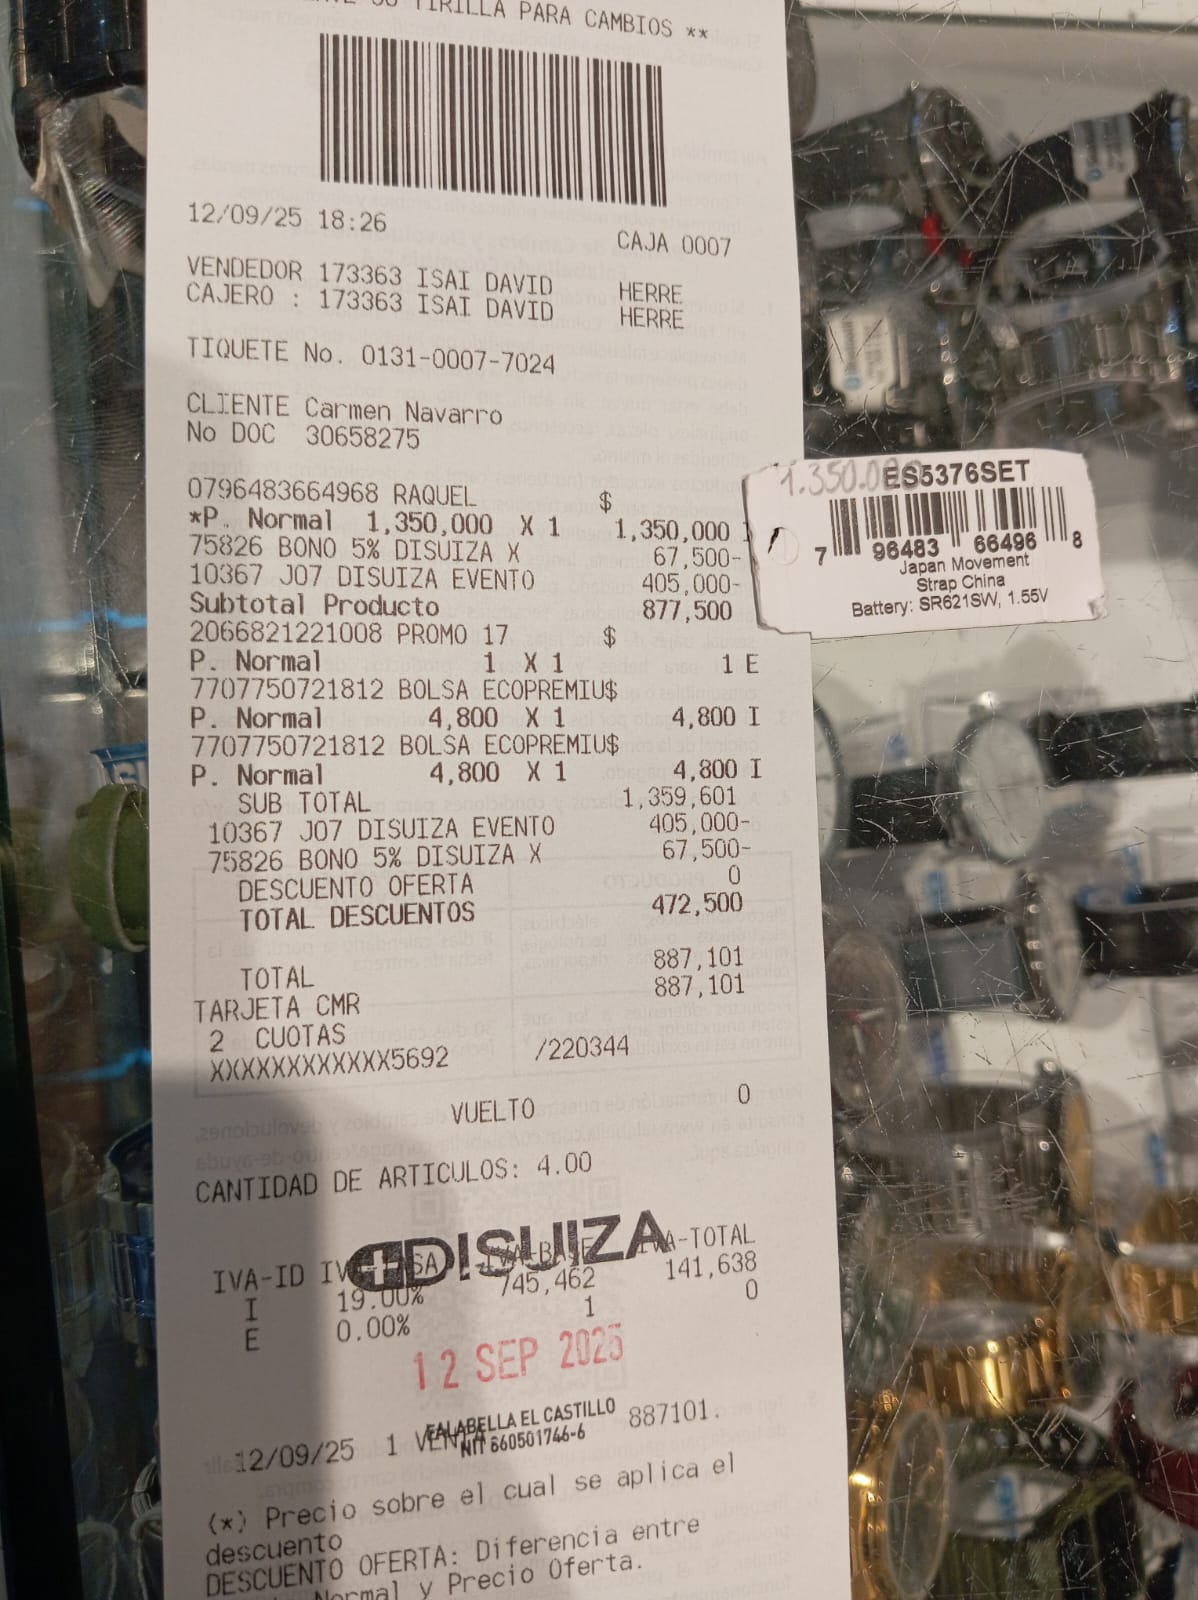 TIRILLA PARA CAMBIOS **
12/09/25 18:26 CAJA 0007
VENDEDOR 173363 ISAI DAVID HERRE
CAJERO : 173363 ISAI DAVID HERRE
TIQUETE No. 0131-0007-7024
CLIENTE Carmen Navarro
No DOC 30658275
0796483664968 RAQUEL $
*P. Normal 1,350,000 X 1 1,350,000 I
75826 BONO 5% DISUIZA X 67,500-
10367 J07 DISUIZA EVENTO 405,000-
Subtotal Producto 877,500
2066821221008 PROMO 17 $
P. Normal 1 X 1 1 E
7707750721812 BOLSA ECOPREMIU$
P. Normal 4,800 X 1 4,800 I
7707750721812 BOLSA ECOPREMIU$
P. Normal 4,800 X 1 4,800 I
SUB TOTAL 1,359,601
10367 J07 DISUIZA EVENTO 405,000-
75826 BONO 5% DISUIZA X 67,500-
DESCUENTO OFERTA 0
TOTAL DESCUENTOS 472,500
TOTAL 887,101
TARJETA CMR 887,101
2 CUOTAS
XXXXXXXXXXXX5692 /220344
VUELTO 0
CANTIDAD DE ARTICULOS: 4.00
DISUIZA
IVA-ID IVA-BASE IVA-TOTAL
I 19.00% 745,462 141,638
E 0.00% 1 0
12 SEP 2025
FALABELLA EL CASTILLO
NIT 860501746-6
12/09/25 1 VENTA 887101.
(*) Precio sobre el cual se aplica el
descuento
DESCUENTO OFERTA: Diferencia entre
Normal y Precio Oferta.
1.350.000
ES5376SET
7 96483 66496 8
Japan Movement
Strap China
Battery: SR621SW, 1.55V